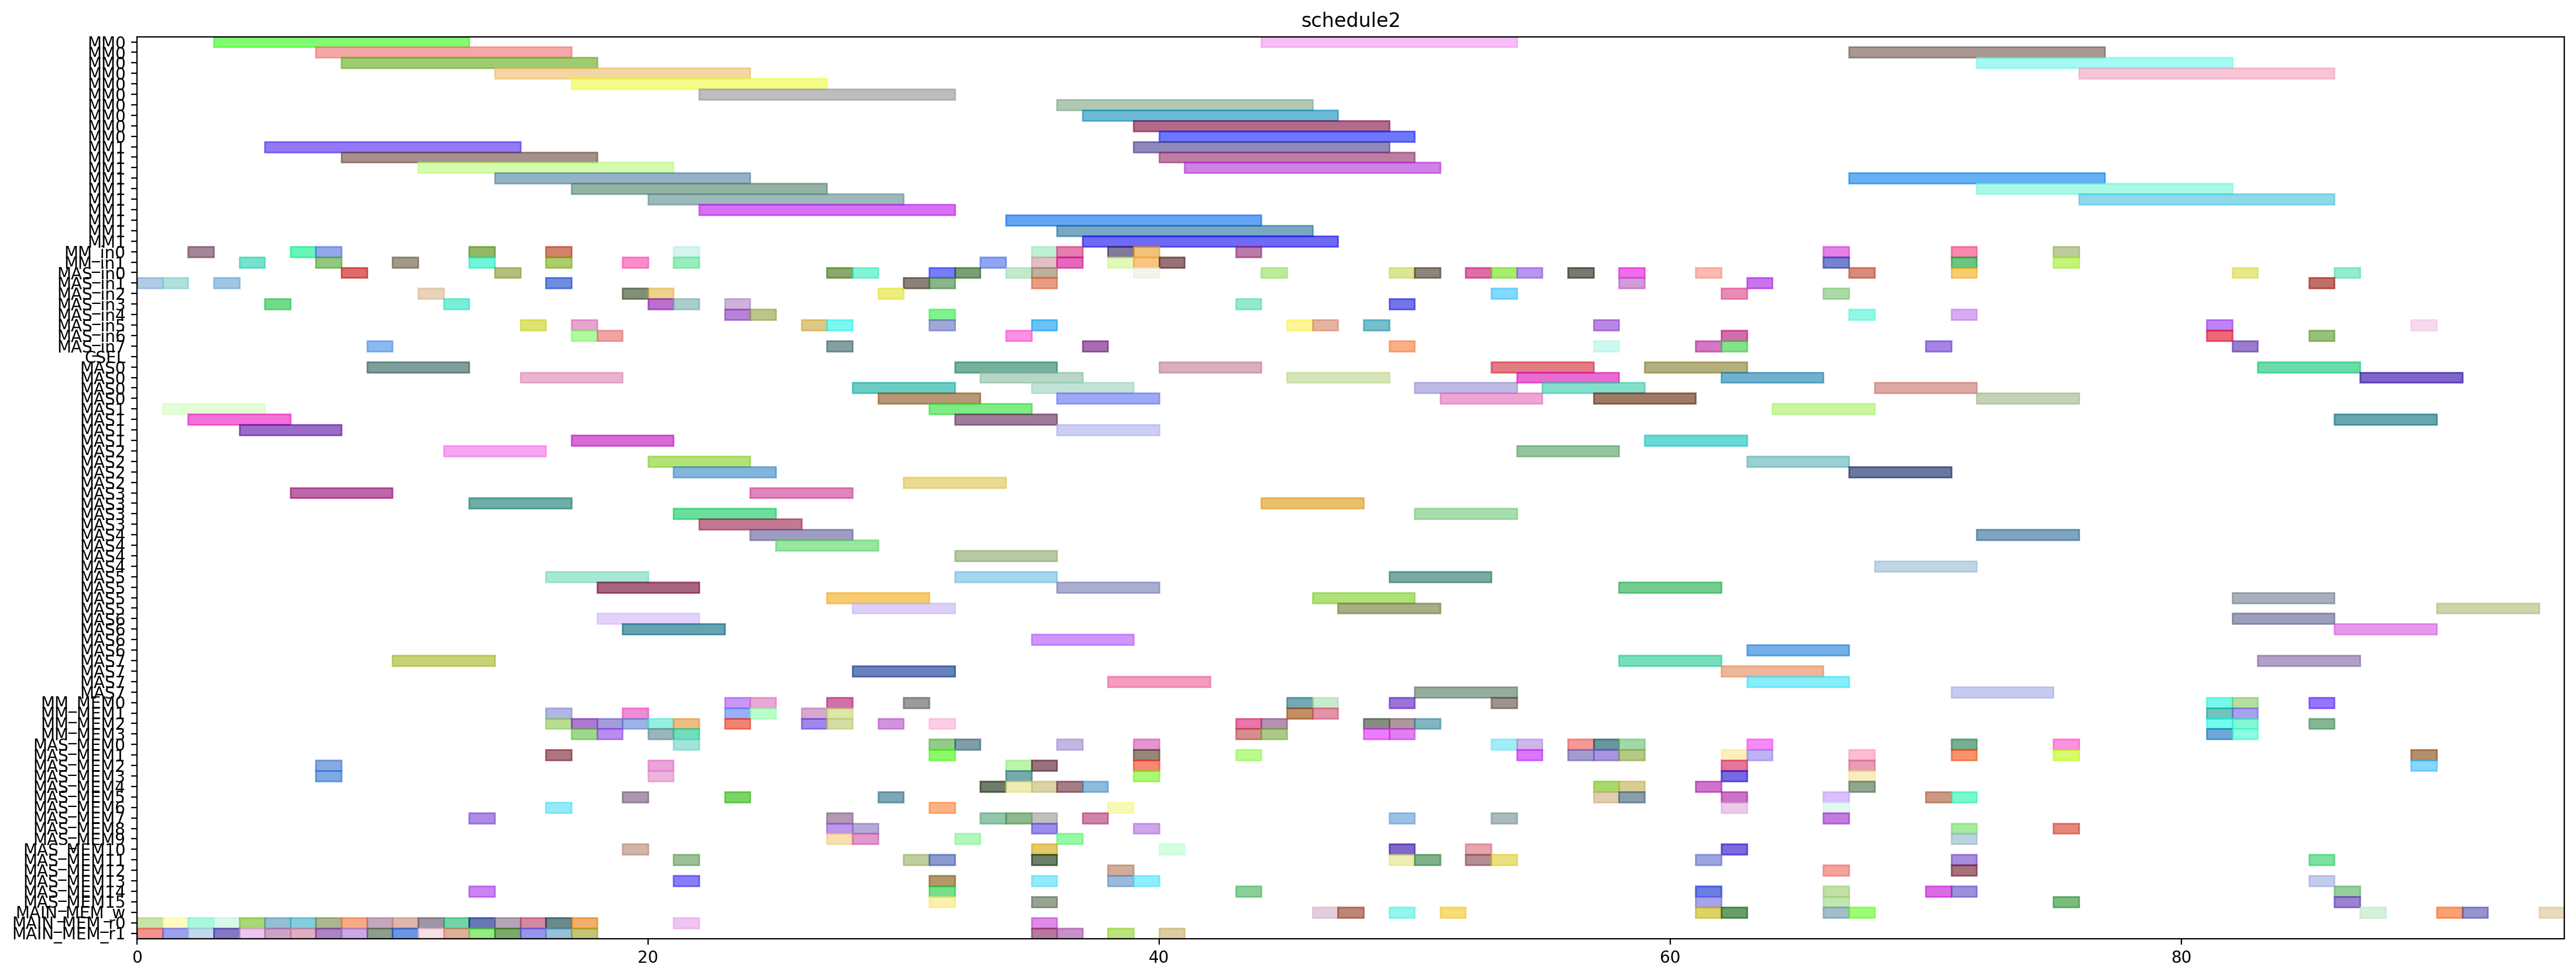 schedule2
MM0
MM0
MM0
MM0
MM0
MM0
MM0
MM0
MM0
MM0
MM1
MM1
MM1
MM1
MM1
MM1
MM1
MM1
MM1
MM1
MM_in0
MM_in1
MAS_in0
MAS_in1
MAS_in2
MAS_in3
MAS_in4
MAS_in5
MAS_in6
MAS_in7
CSEL
MAS0
MAS0
MAS0
MAS0
MAS1
MAS1
MAS1
MAS1
MAS2
MAS2
MAS2
MAS2
MAS3
MAS3
MAS3
MAS3
MAS4
MAS4
MAS4
MAS4
MAS5
MAS5
MAS5
MAS5
MAS6
MAS6
MAS6
MAS6
MAS7
MAS7
MAS7
MAS7
MM_MEM0
MM_MEM1
MM_MEM2
MM_MEM3
MAS_MEM0
MAS_MEM1
MAS_MEM2
MAS_MEM3
MAS_MEM4
MAS_MEM5
MAS_MEM6
MAS_MEM7
MAS_MEM8
MAS_MEM9
MAS_MEM10
MAS_MEM11
MAS_MEM12
MAS_MEM13
MAS_MEM14
MAS_MEM15
MAIN_MEM_w
MAIN_MEM_r0
MAIN_MEM_r1
0 20 40 60 80